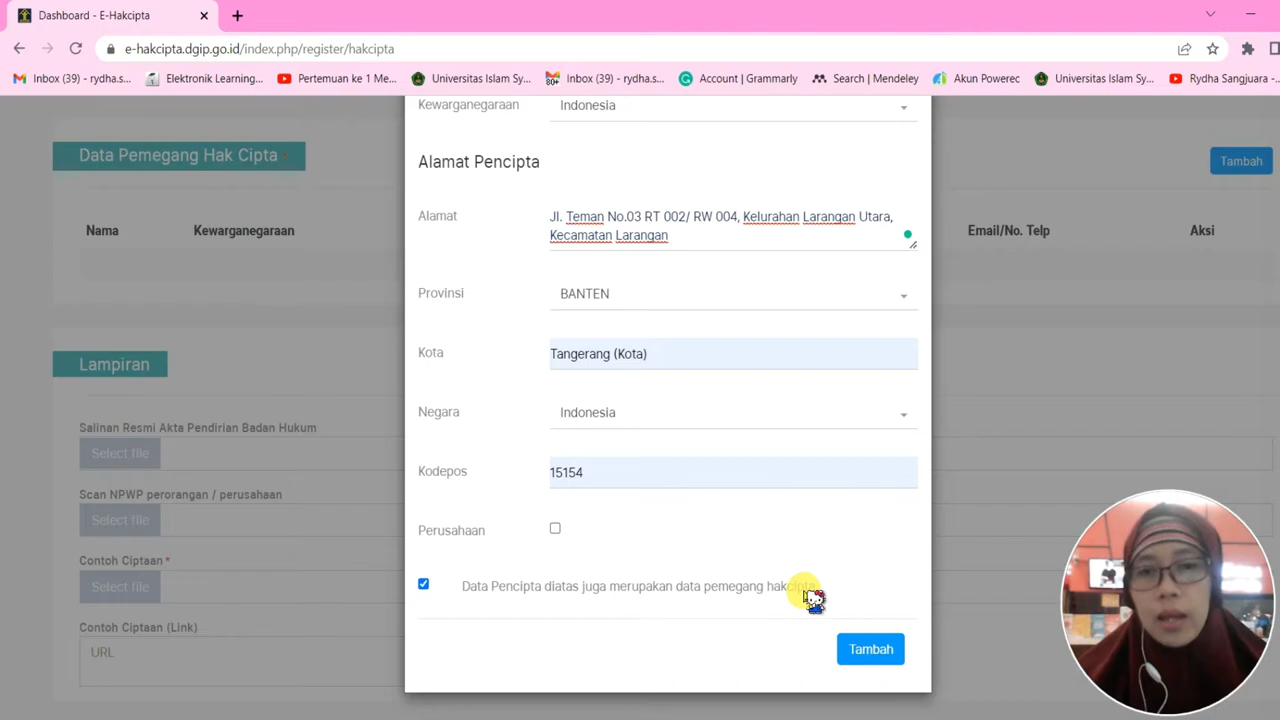 Dashboard - E-Hakcipta
e-hakcipta.dgip.go.id/index.php/register/hakcipta
Inbox (39) - rydha.s...
Elektronik Learning...
Pertemuan ke 1 Me...
Universitas Islam Sy...
Inbox (39) - rydha.s...
Account | Grammarly
Search | Mendeley
Akun Powerec
Universitas Islam Sy...
Rydha Sangjuara -...
80+
Kewarganegaraan
Indonesia
Data Pemegang Hak Cipta *
Tambah
Alamat Pencipta
Alamat
Jl. Teman No.03 RT 002/ RW 004, Kelurahan Larangan Utara,
Kecamatan Larangan
Nama
Kewarganegaraan
Email/No. Telp
Aksi
Provinsi
BANTEN
Kota
Tangerang (Kota)
Lampiran
Negara
Indonesia
Salinan Resmi Akta Pendirian Badan Hukum
Select file
Kodepos
15154
Scan NPWP perorangan / perusahaan
Select file
Perusahaan
Contoh Ciptaan *
Select file
Data Pencipta diatas juga merupakan data pemegang hakcipta
Contoh Ciptaan (Link)
URL
Tambah